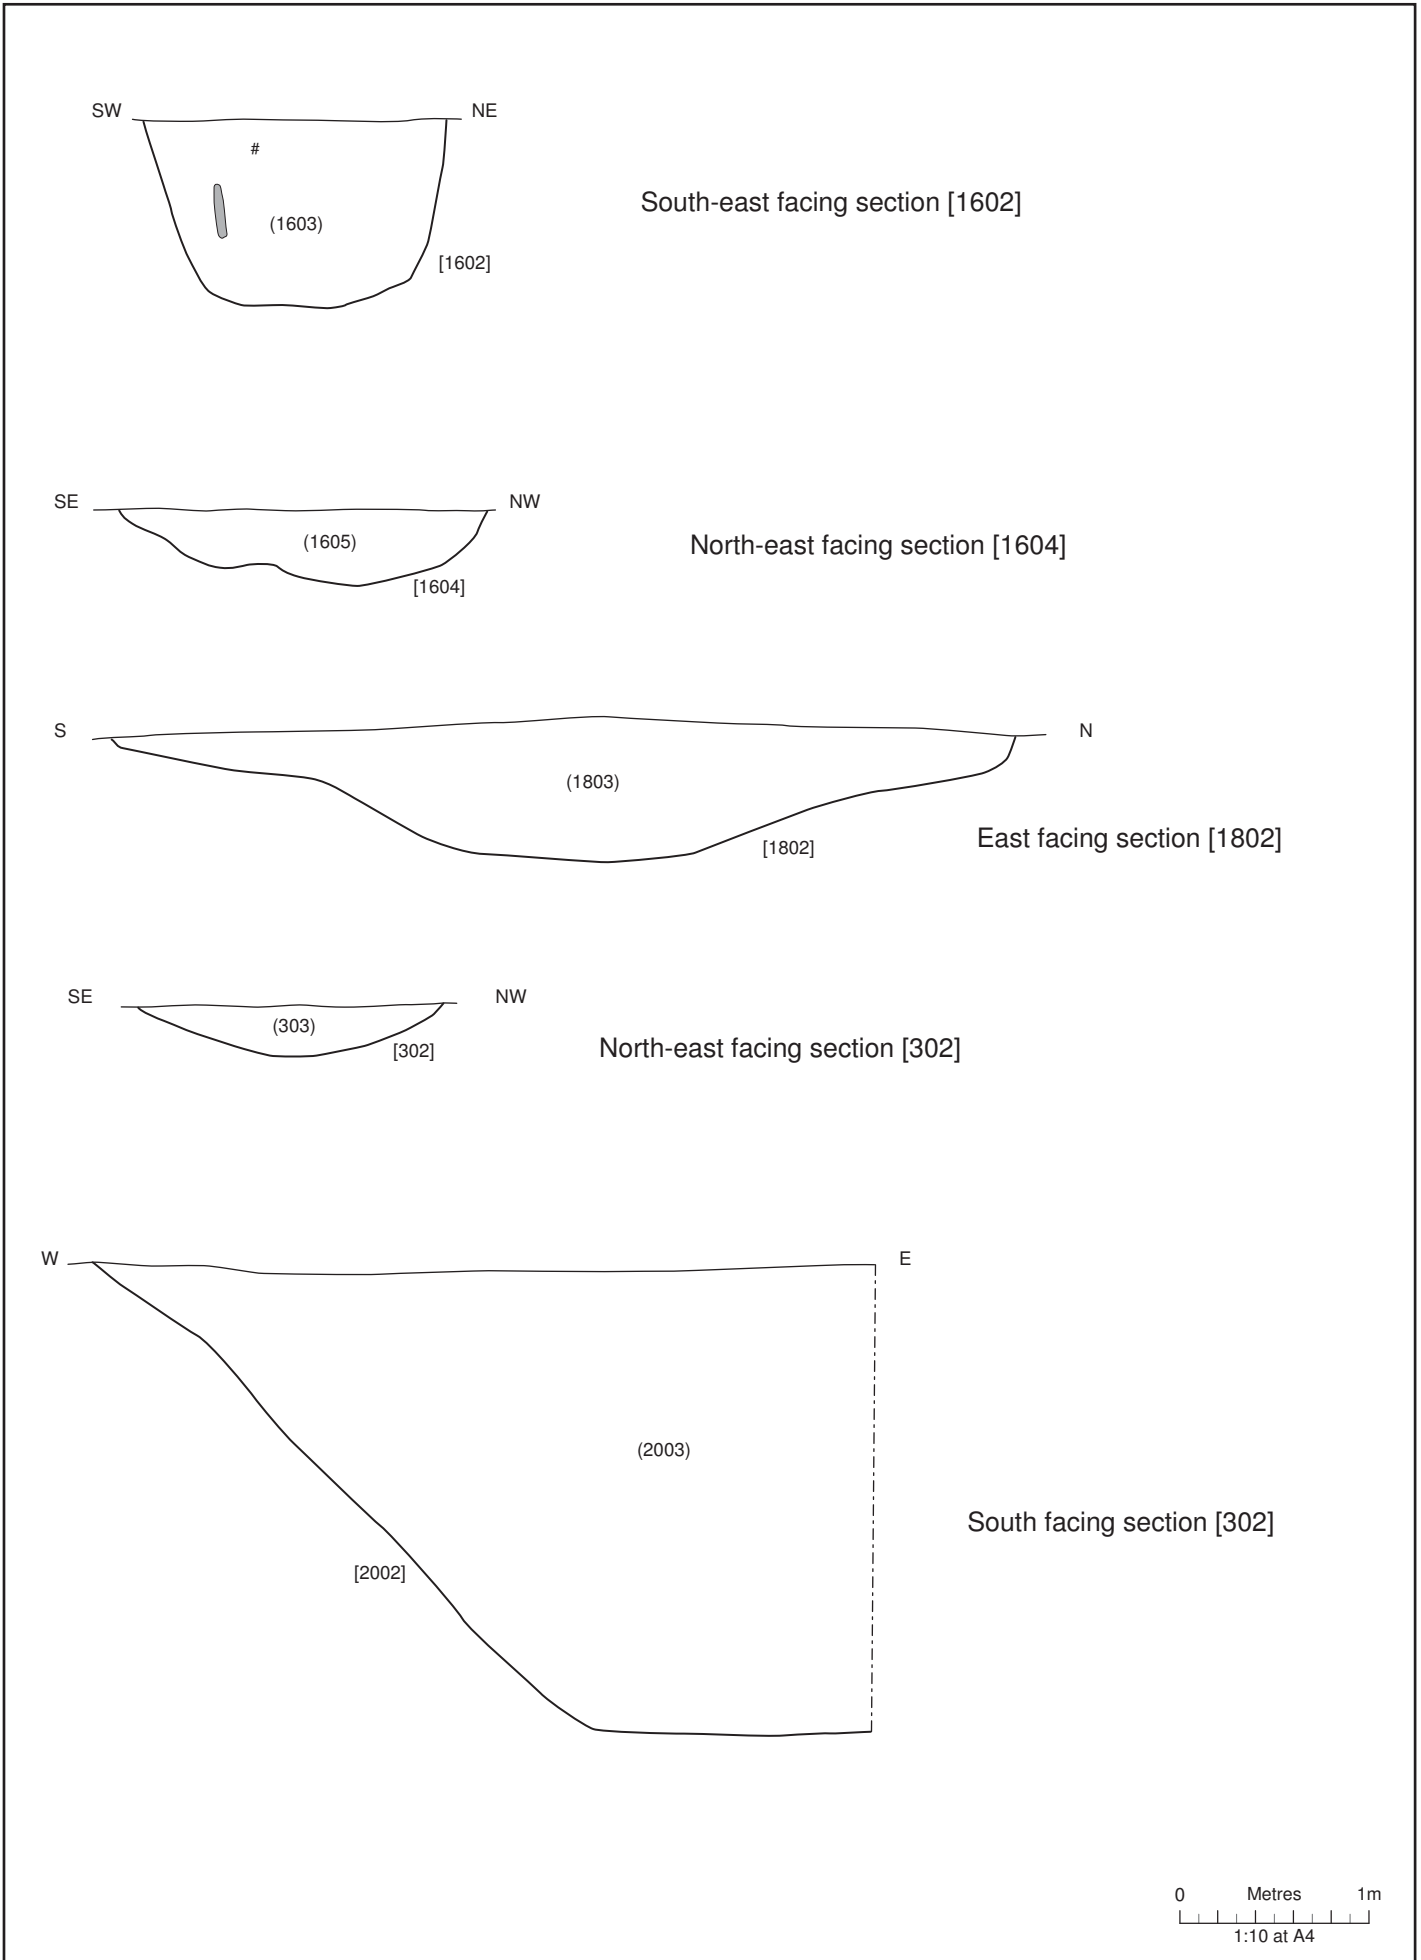 SW NE
#
South-east facing section [1602]
(1603)
[1602]
SE NW
(1605)
North-east facing section [1604]
[1604]
S N
(1803)
East facing section [1802]
[1802]
SE NW
(303)
North-east facing section [302]
[302]
W E
(2003)
South facing section [302]
[2002]
0 Metres 1m
1:10 at A4